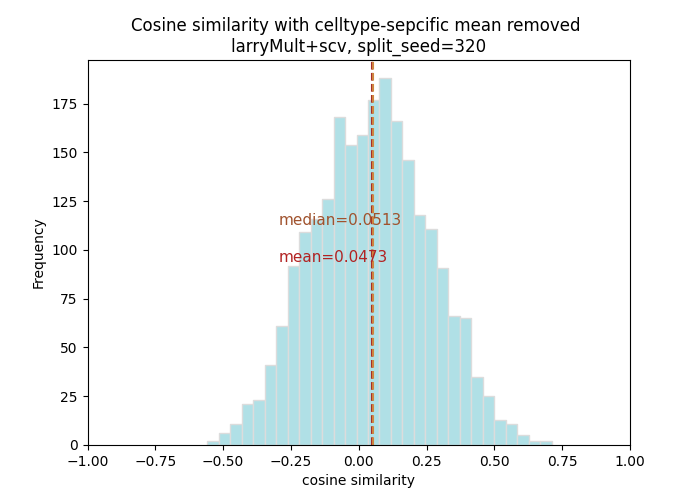 Cosine similarity with celltype-sepcific mean removed
larryMult+scv, split_seed=320
175
150
125
100
75
50
25
0
Frequency
median=0.0513
mean=0.0473
−1.00 −0.75 −0.50 −0.25 0.00 0.25 0.50 0.75 1.00
cosine similarity